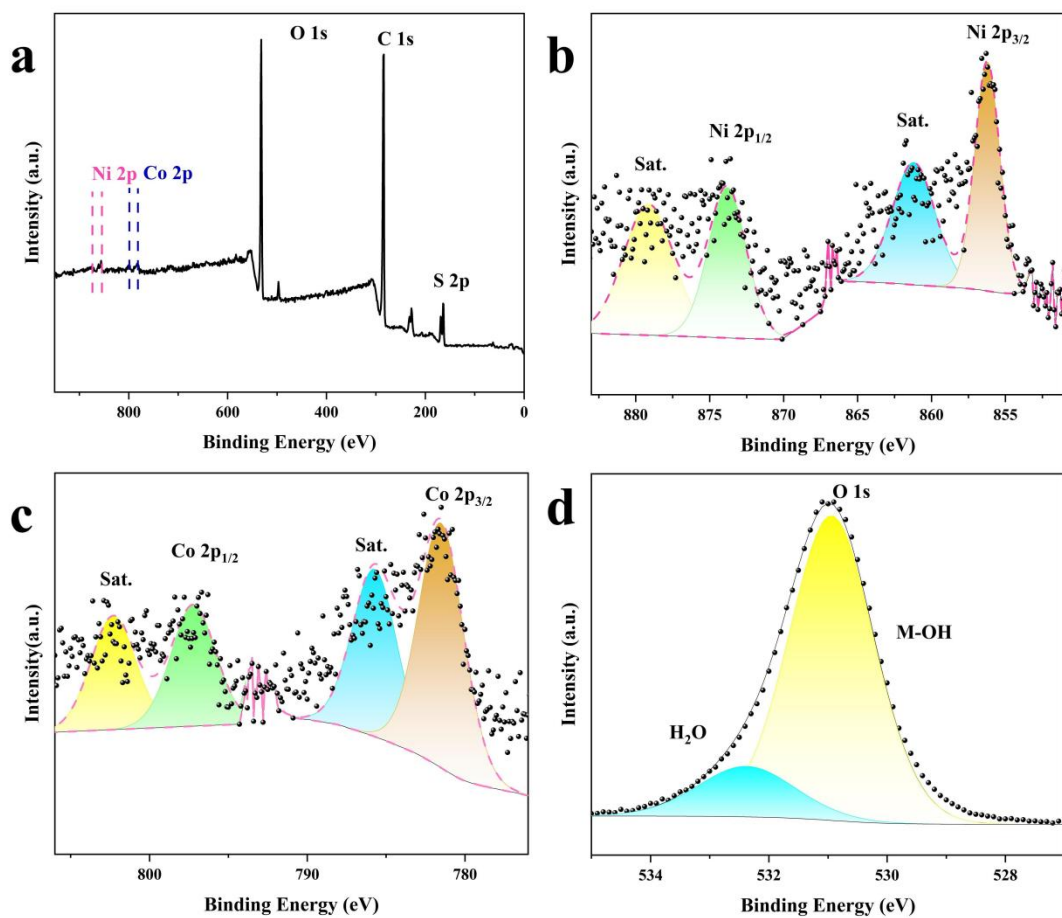 a
O 1s
C 1s
Ni 2p
Co 2p
S 2p
Intensity (a.u.)
800
600
400
200
0
Binding Energy (eV)
b
Ni 2p3/2
Sat.
Ni 2p1/2
Sat.
Intensity (a.u.)
880
875
870
865
860
855
Binding Energy (eV)
c
Co 2p3/2
Sat.
Co 2p1/2
Sat.
Intensity(a.u.)
800
790
780
Binding Energy (eV)
d
O 1s
M-OH
H2O
Intensity (a.u.)
534
532
530
528
Binding Energy (eV)